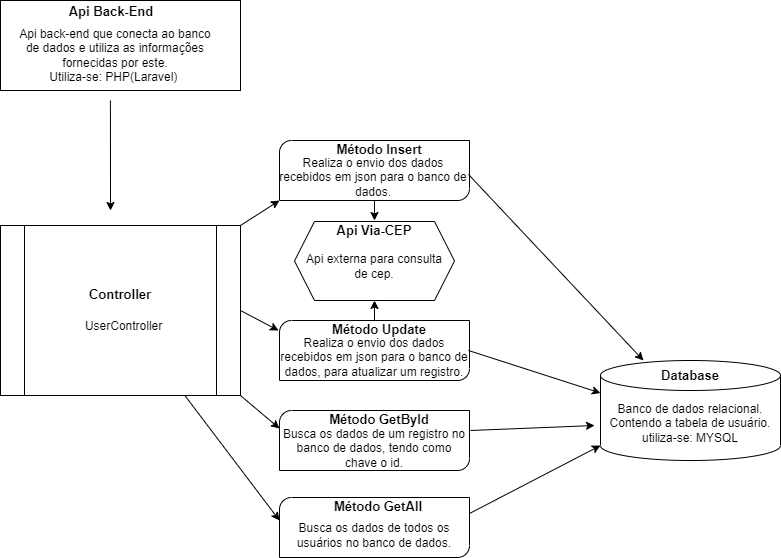 Api Back-End
Api back-end que conecta ao banco
de dados e utiliza as informações
fornecidas por este.
Utiliza-se: PHP(Laravel)
Método Insert
Realiza o envio dos dados
recebidos em json para o banco de
dados.
Api Via-CEP
Api externa para consulta
de cep.
Controller
UserController
Método Update
Realiza o envio dos dados
recebidos em json para o banco de
dados, para atualizar um registro.
Método GetById
Busca os dados de um registro no
banco de dados, tendo como
chave o id.
Método GetAll
Busca os dados de todos os
usuários no banco de dados.
Database
Banco de dados relacional.
Contendo a tabela de usuário.
utiliza-se: MYSQL